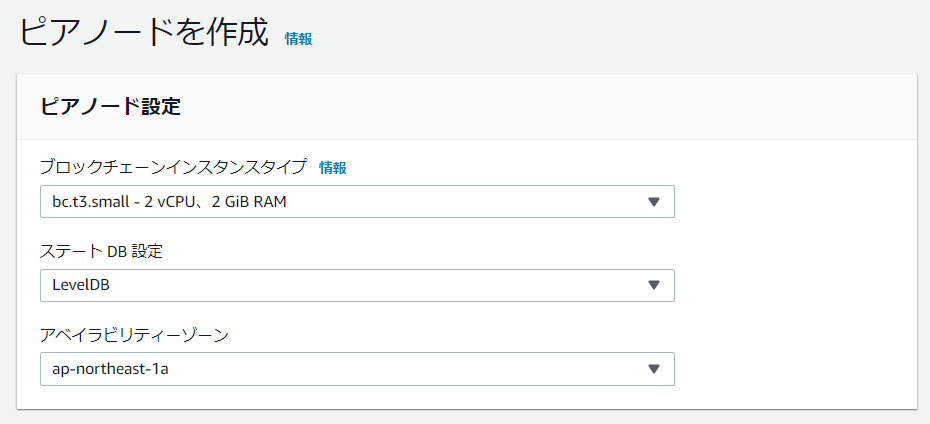 ピアノードを作成 情報
ピアノード設定
ブロックチェーンインスタンスタイプ 情報
bc.t3.small - 2 vCPU、2 GiB RAM
ステート DB 設定
LevelDB
アベイラビリティーゾーン
ap-northeast-1a